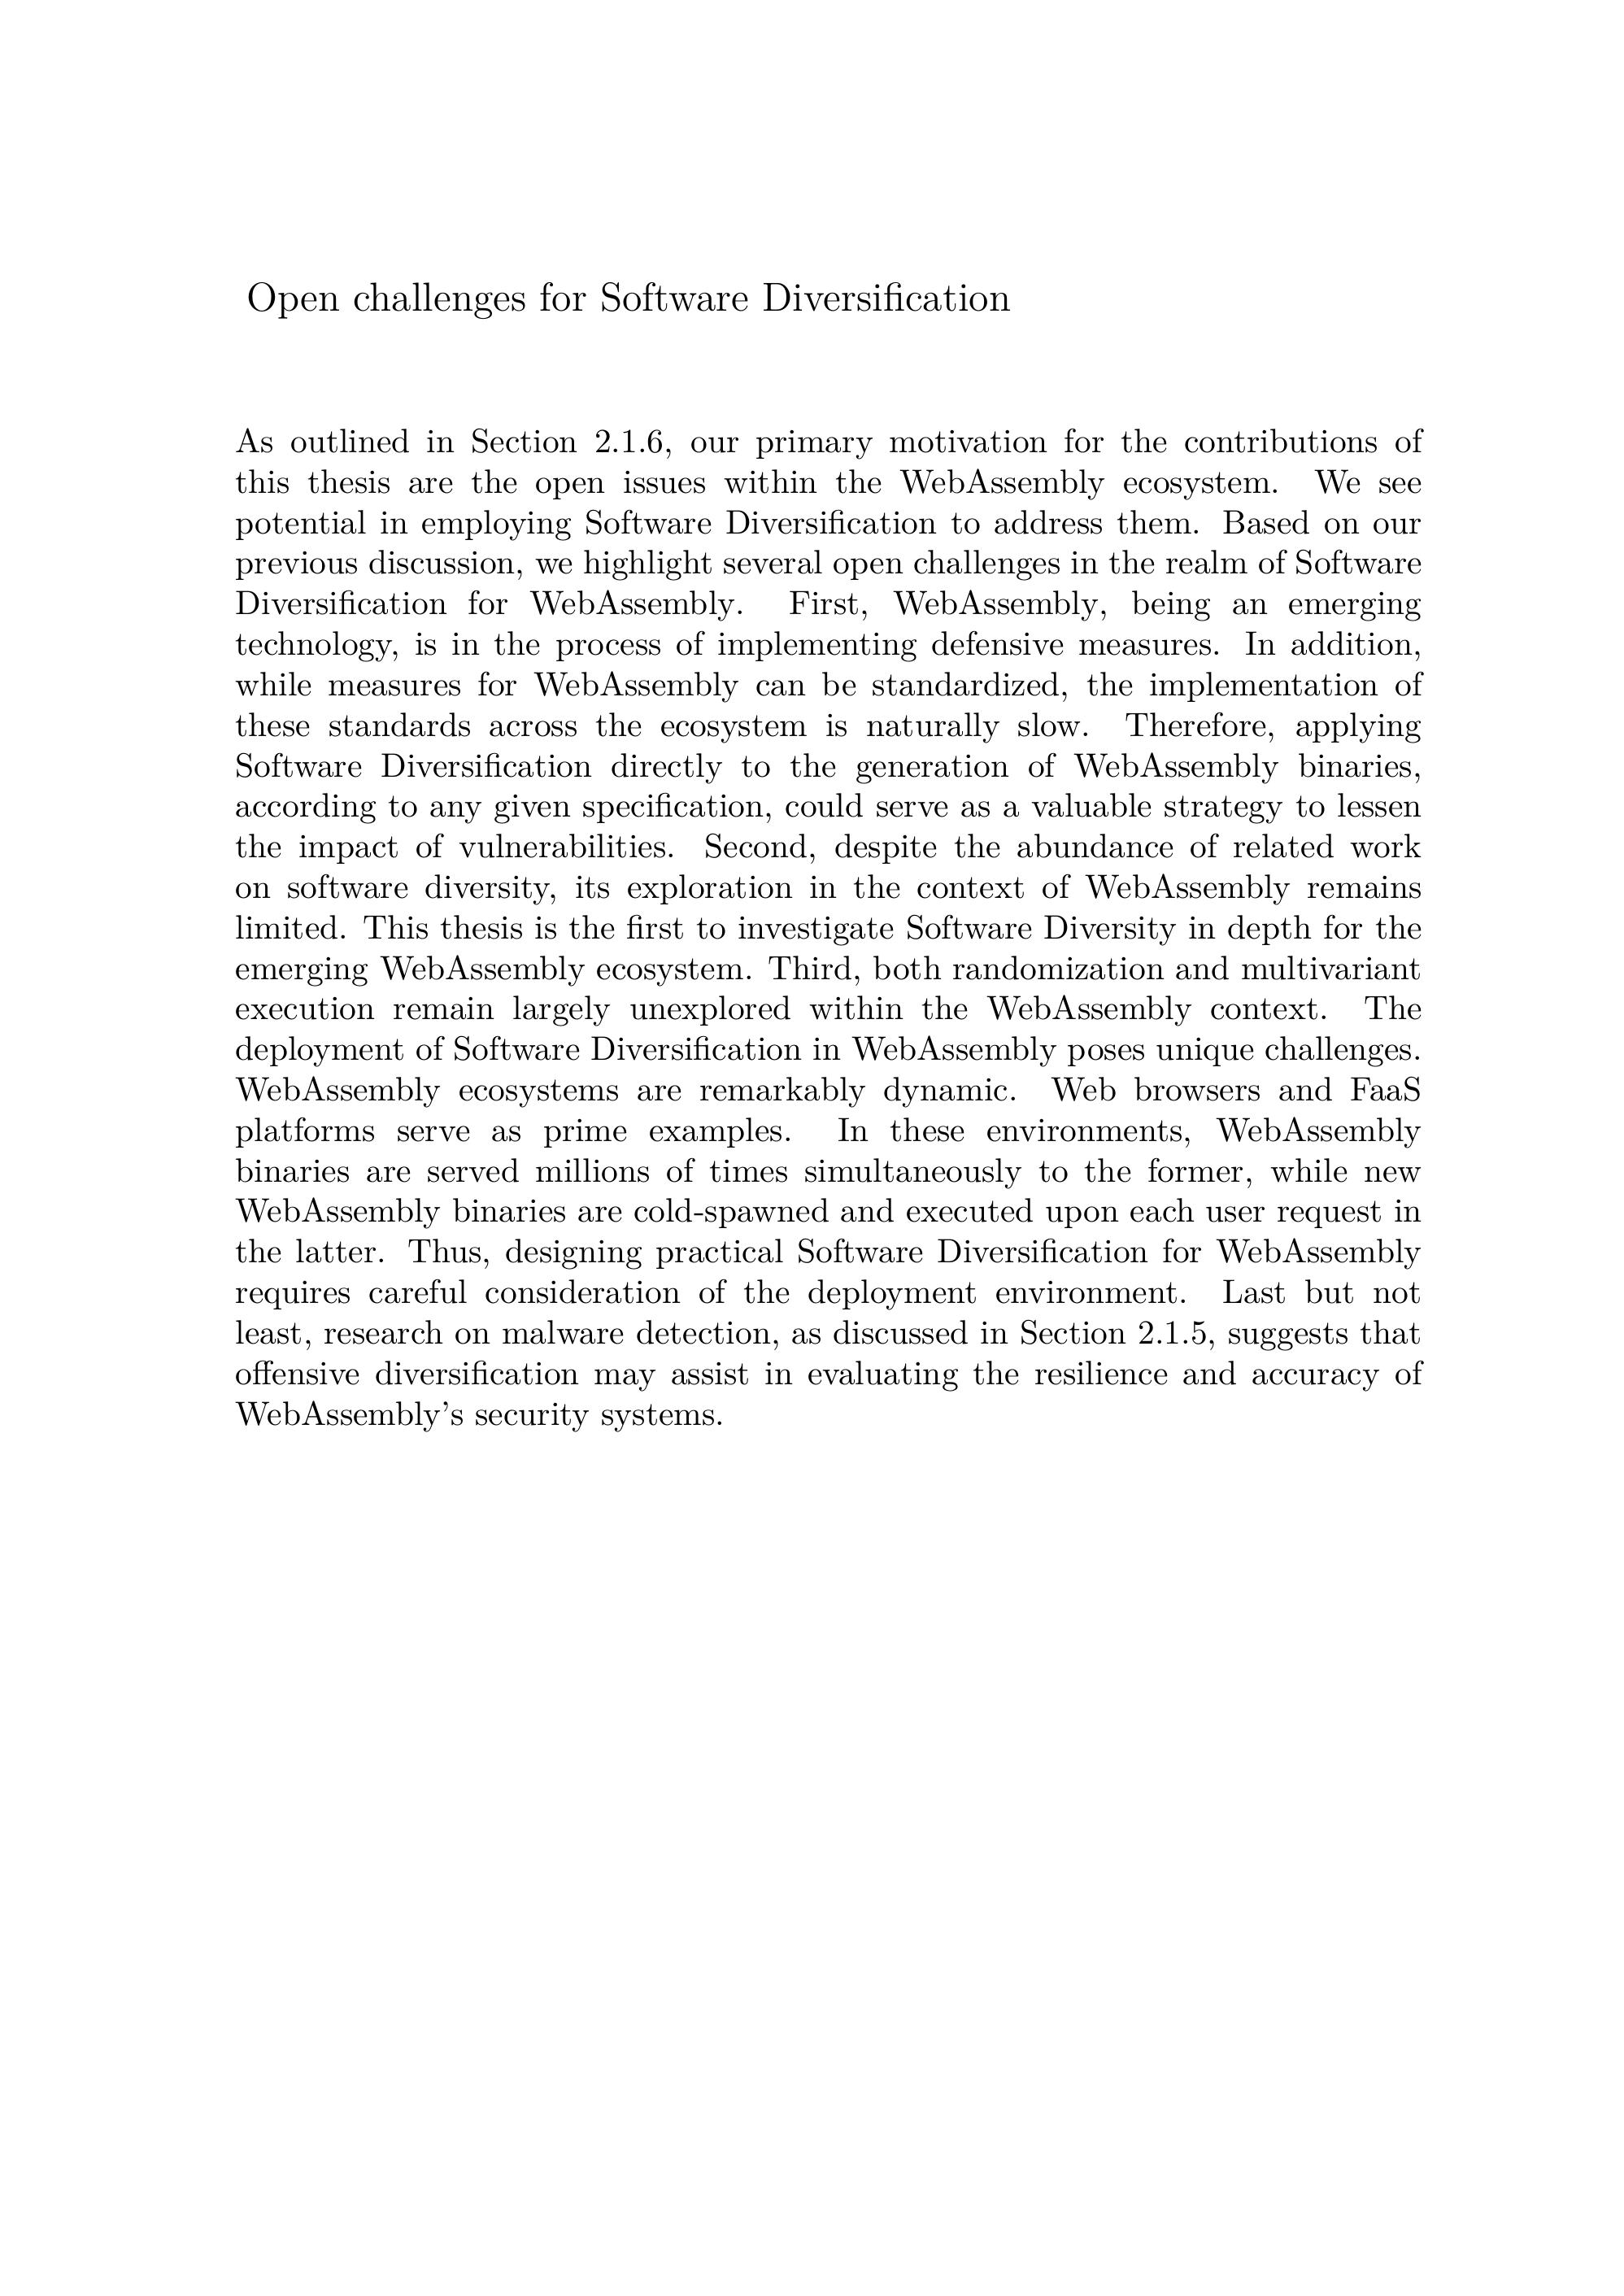 Open challenges for Software Diversification
As outlined in Section 2.1.6, our primary motivation for the contributions of
this thesis are the open issues within the WebAssembly ecosystem. We see
potential in employing Software Diversification to address them. Based on our
previous discussion, we highlight several open challenges in the realm of Software
Diversification for WebAssembly. First, WebAssembly, being an emerging
technology, is in the process of implementing defensive measures. In addition,
while measures for WebAssembly can be standardized, the implementation of
these standards across the ecosystem is naturally slow. Therefore, applying
Software Diversification directly to the generation of WebAssembly binaries,
according to any given specification, could serve as a valuable strategy to lessen
the impact of vulnerabilities. Second, despite the abundance of related work
on software diversity, its exploration in the context of WebAssembly remains
limited. This thesis is the first to investigate Software Diversity in depth for the
emerging WebAssembly ecosystem. Third, both randomization and multivariant
execution remain largely unexplored within the WebAssembly context. The
deployment of Software Diversification in WebAssembly poses unique challenges.
WebAssembly ecosystems are remarkably dynamic. Web browsers and FaaS
platforms serve as prime examples. In these environments, WebAssembly
binaries are served millions of times simultaneously to the former, while new
WebAssembly binaries are cold-spawned and executed upon each user request in
the latter. Thus, designing practical Software Diversification for WebAssembly
requires careful consideration of the deployment environment. Last but not
least, research on malware detection, as discussed in Section 2.1.5, suggests that
offensive diversification may assist in evaluating the resilience and accuracy of
WebAssembly's security systems.